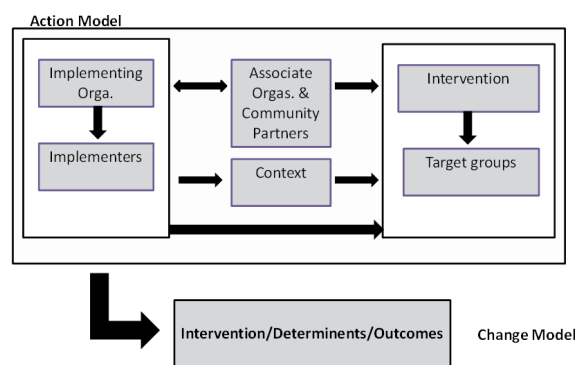 Action Model
Implementing
Orga.
Implementers
Associate
Orgas. &
Community
Partners
Context
Intervention
Target groups
Intervention/Determinents/Outcomes
Change Model